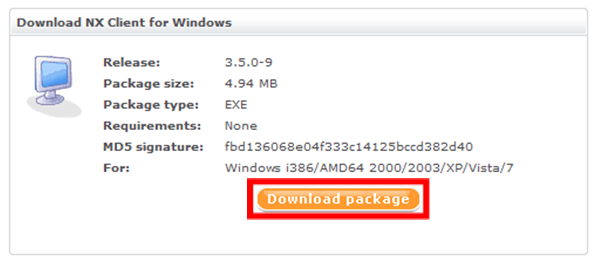 Download NX Client for Windows
Release: 3.5.0-9
Package size: 4.94 MB
Package type: EXE
Requirements: None
MD5 signature: fbd136068e04f333c14125bccd382d40
For: Windows i386/AMD64 2000/2003/XP/Vista/7
Download package